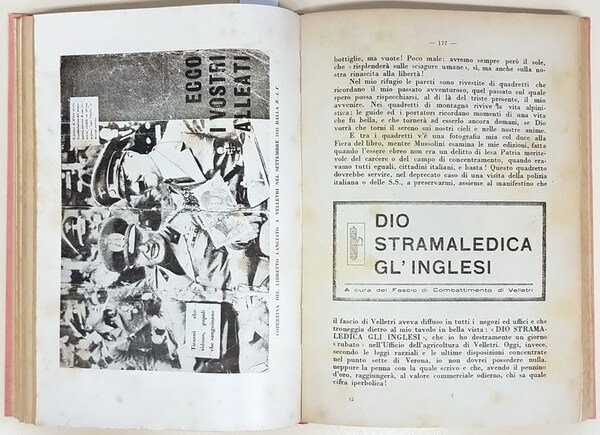 ECCO
I VOSTRI
ALLEATI
Tiranni che
ridono, popoli
che sanguinano
COPERTINA DEL LIBRETTO LANCIATO A VELLETRI NEL SETTEMBRE 1942 DALLA R.A.F.
— 177 —
bottiglie, ma vuote! Poco male: avremo sempre però il sole,
che « risplenderà sulle sciagure umane », sì, ma anche sulla no-
stra rinascita alla libertà!
Nel mio rifugio le pareti sono rivestite di quadretti che
ricordano il mio passato avventuroso, quel passato sul quale
spero possa rispecchiarsi, al di là del triste presente, il mio
avvenire. Nei quadretti di montagna rivive la vita alpini-
stica; le guide ed i portatori ricordano momenti di una vita
che fu bella, e che tornerà ad esserlo ancora domani, se Dio
vorrà che torni il sereno sui nostri cieli e nelle nostre anime.
E tra i quadretti v'è una fotografia mia col duce alla
Fiera del libro, mentre Mussolini esamina le mie edizioni, fatta
quando l'essere ebreo non era un delitto di lesa Patria merite-
vole del carcere o del campo di concentramento, quando era-
vamo tutti eguali, cittadini italiani, e basta! Questo quadretto
dovrebbe servire, nel deprecato caso di una visita della polizia
italiana o delle S.S., a preservarmi, assieme al manifestino che
DIO
STRAMALEDICA
GL'INGLESI
A cura del Fascio di Combattimento di Velletri
il fascio di Velletri aveva diffuso in tutti i negozi ed uffici e che
troneggia dietro al mio tavolo in bella vista: « DIO STRAMA-
LEDICA GLI INGLESI », che io ho destramente un giorno
« rubato » nell'Ufficio dell'agricoltura di Velletri. Oggi, invece,
secondo le leggi razziali e le ultime disposizioni concentrate
nel punto sette di Verona, io non dovrei possedere nulla,
neppure la penna con la quale scrivo e che, avendo il pennino
d'oro, raggiungerà, al valore commerciale odierno, chi sa quale
cifra iperbolica!
12